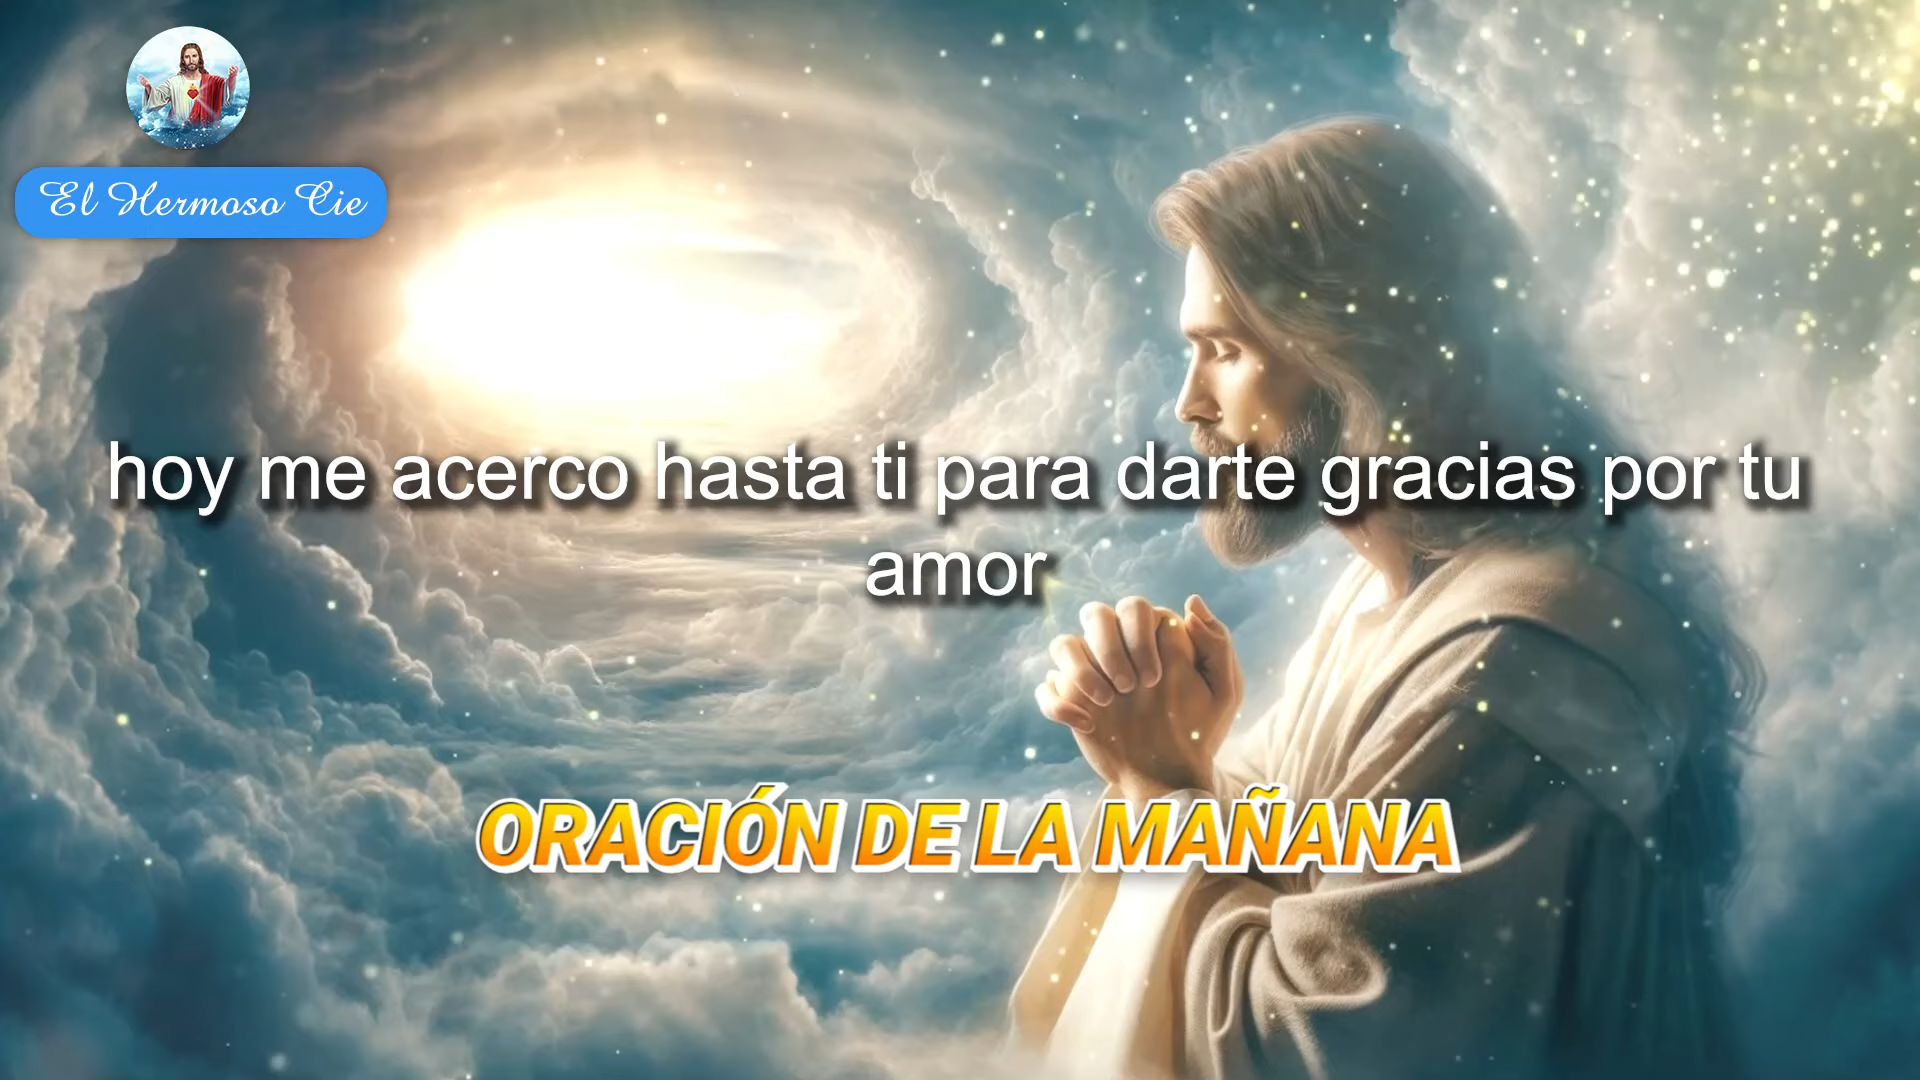 El Hermoso Cie
hoy me acerco hasta ti para darte gracias por tu
amor
ORACIÓN DE LA MAÑANA